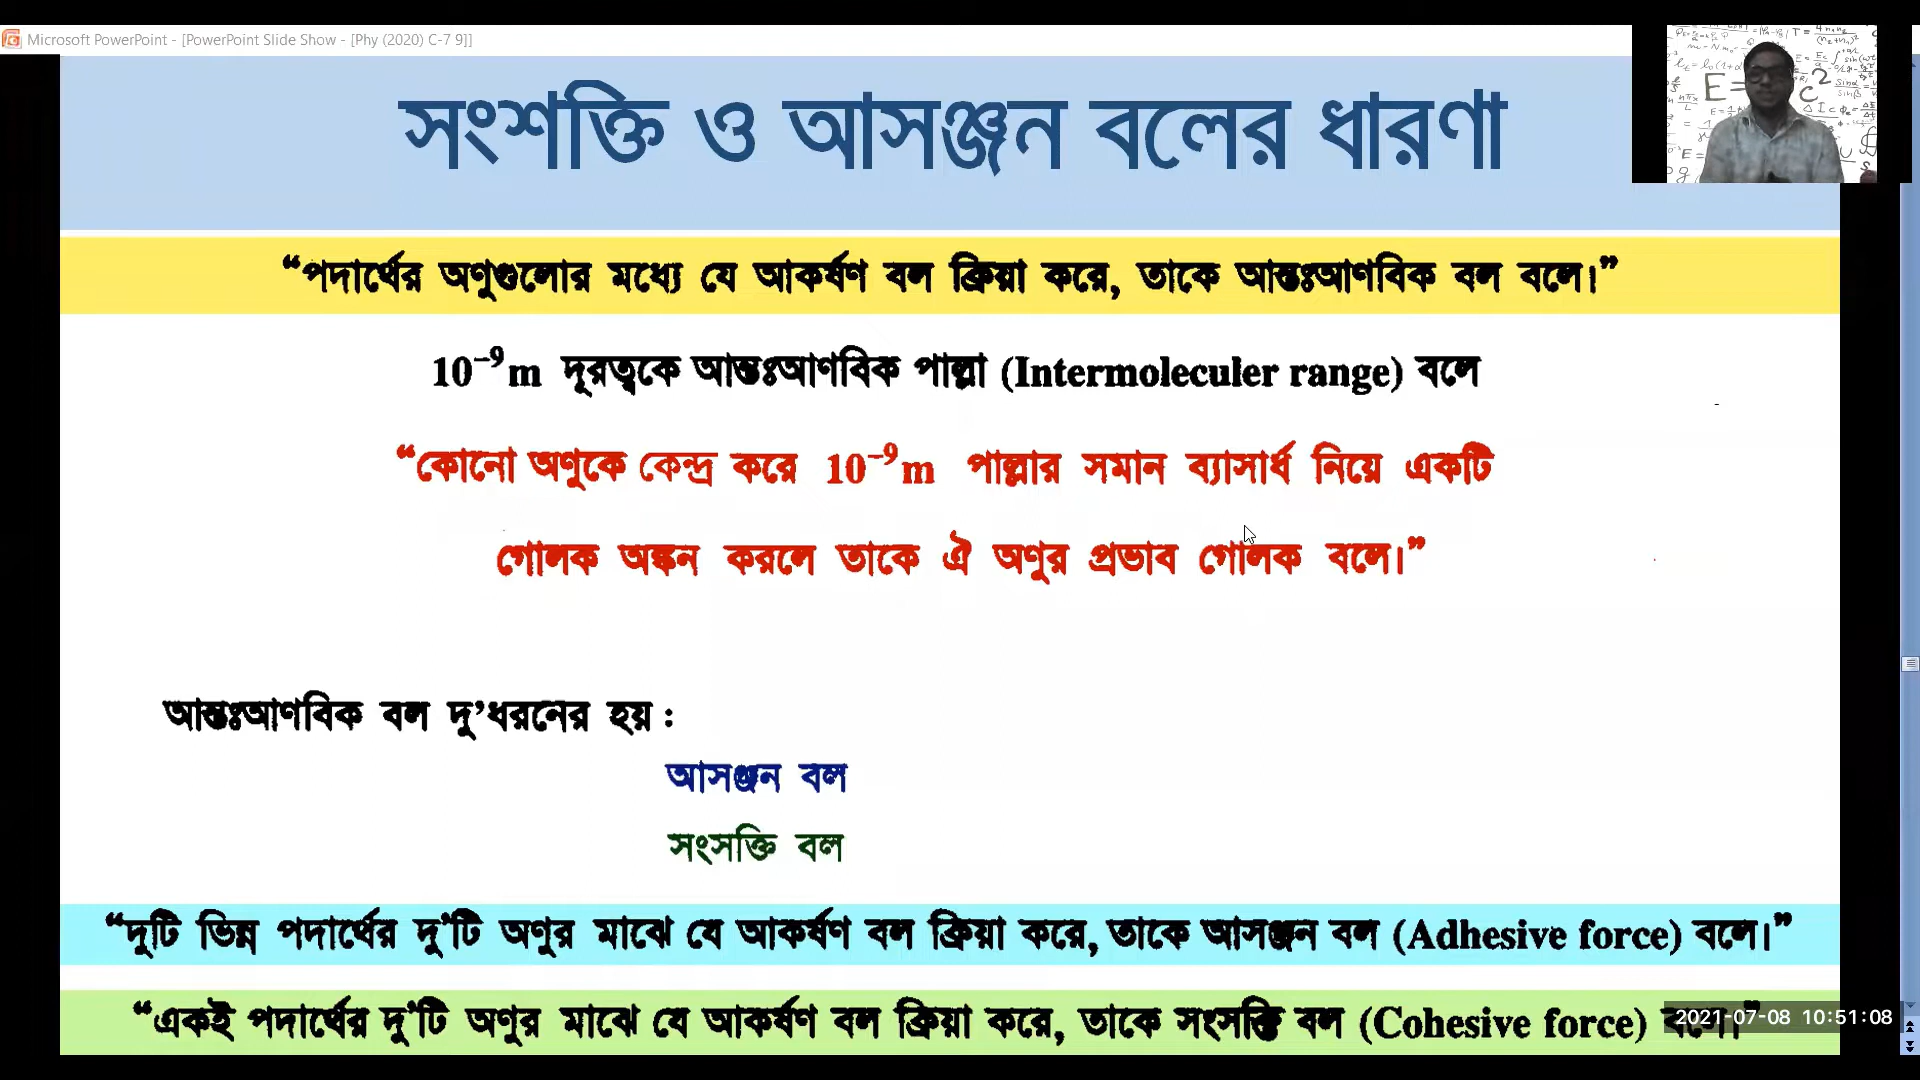 Microsoft PowerPoint - [PowerPoint Slide Show - [Phy (2020) C-7 9]]
সংশক্তি ও আসঞ্জন বলের ধারণা
“পদার্থের অণুগুলোর মধ্যে যে আকর্ষণ বল ক্রিয়া করে, তাকে আন্তঃআণবিক বল বলে।”
10⁻⁹m দূরত্বকে আন্তঃআণবিক পাল্লা (Intermoleculer range) বলে
“কোনো অণুকে কেন্দ্র করে 10⁻⁹m পাল্লার সমান ব্যাসার্ধ নিয়ে একটি
গোলক অঙ্কন করলে তাকে ঐ অণুর প্রভাব গোলক বলে।”
আন্তঃআণবিক বল দু’ধরনের হয় :
আসঞ্জন বল
সংসক্তি বল
“দুটি ভিন্ন পদার্থের দু’টি অণুর মাঝে যে আকর্ষণ বল ক্রিয়া করে, তাকে আসঞ্জন বল (Adhesive force) বলে।”
“একই পদার্থের দু’টি অণুর মাঝে যে আকর্ষণ বল ক্রিয়া করে, তাকে সংসক্তি বল (Cohesive force) বলে।”
2021-07-08 10:51:08